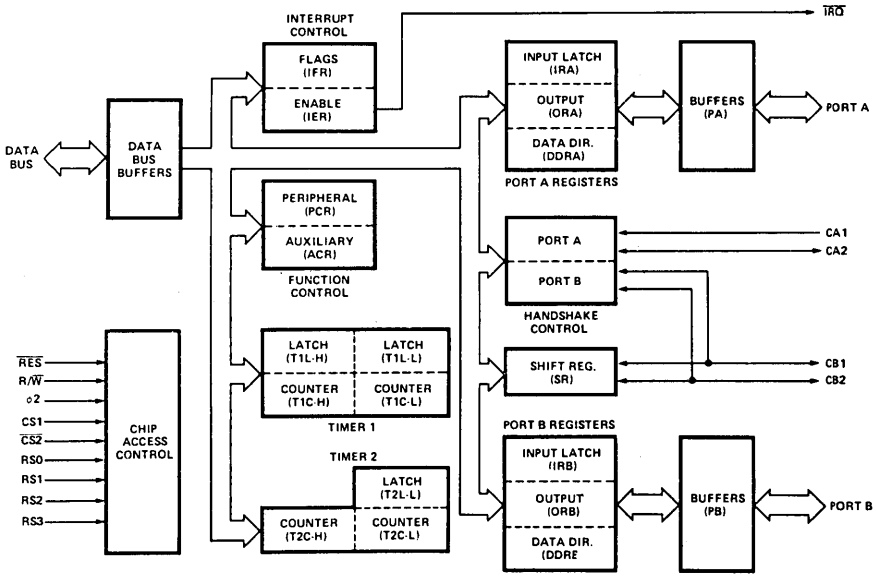 INTERRUPT
CONTROL
IRQ
FLAGS
(IFR)
ENABLE
(IER)
INPUT LATCH
(IRA)
OUTPUT
(ORA)
DATA DIR.
(DDRA)
PORT A REGISTERS
BUFFERS
(PA)
PORT A
DATA
BUS
DATA
BUS
BUFFERS
PERIPHERAL
(PCR)
AUXILIARY
(ACR)
FUNCTION
CONTROL
PORT A
PORT B
HANDSHAKE
CONTROL
CA1
CA2
LATCH
(T1L-H)
LATCH
(T1L-L)
COUNTER
(T1C-H)
COUNTER
(T1C-L)
TIMER 1
SHIFT REG.
(SR)
CB1
CB2
RES
R/W
ϕ2
CS1
CS2
RS0
RS1
RS2
RS3
CHIP
ACCESS
CONTROL
TIMER 2
LATCH
(T2L-L)
COUNTER
(T2C-H)
COUNTER
(T2C-L)
PORT B REGISTERS
INPUT LATCH
(IRB)
OUTPUT
(ORB)
DATA DIR.
(DDRE
BUFFERS
(PB)
PORT B